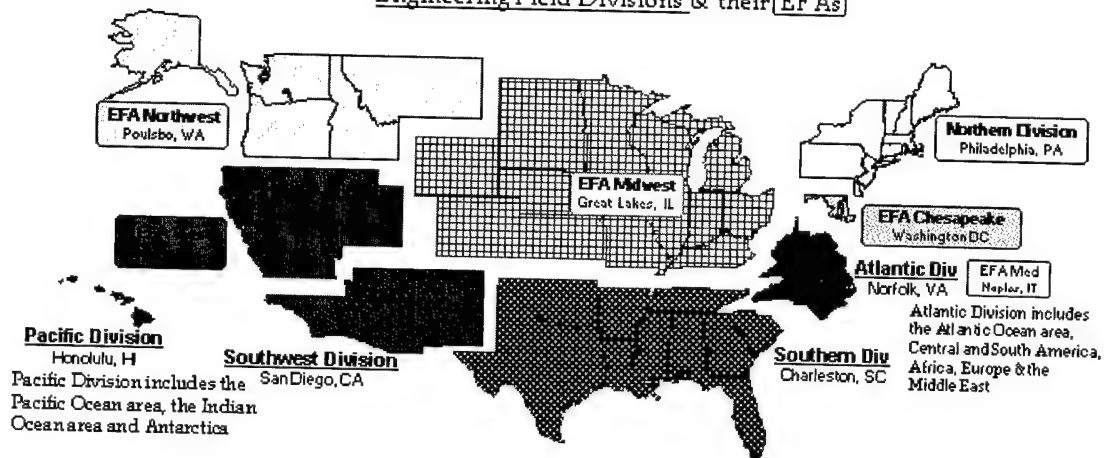 Engineering Field Divisions & their EFAs
EFA Northwest
Poulsbo, WA
Northern Division
Philadelphia, PA
EFA Midwest
Great Lakes, IL
EFA Chesapeake
Washington DC
Atlantic Div
Norfolk, VA
EFA Med
Naples, IT
Atlantic Division includes
the Atlantic Ocean area,
Central and South America,
Africa, Europe & the
Middle East
Pacific Division
Honolulu, HI
Pacific Division includes the
Pacific Ocean area, the Indian
Ocean area and Antarctica
Southwest Division
San Diego, CA
Southern Div
Charleston, SC